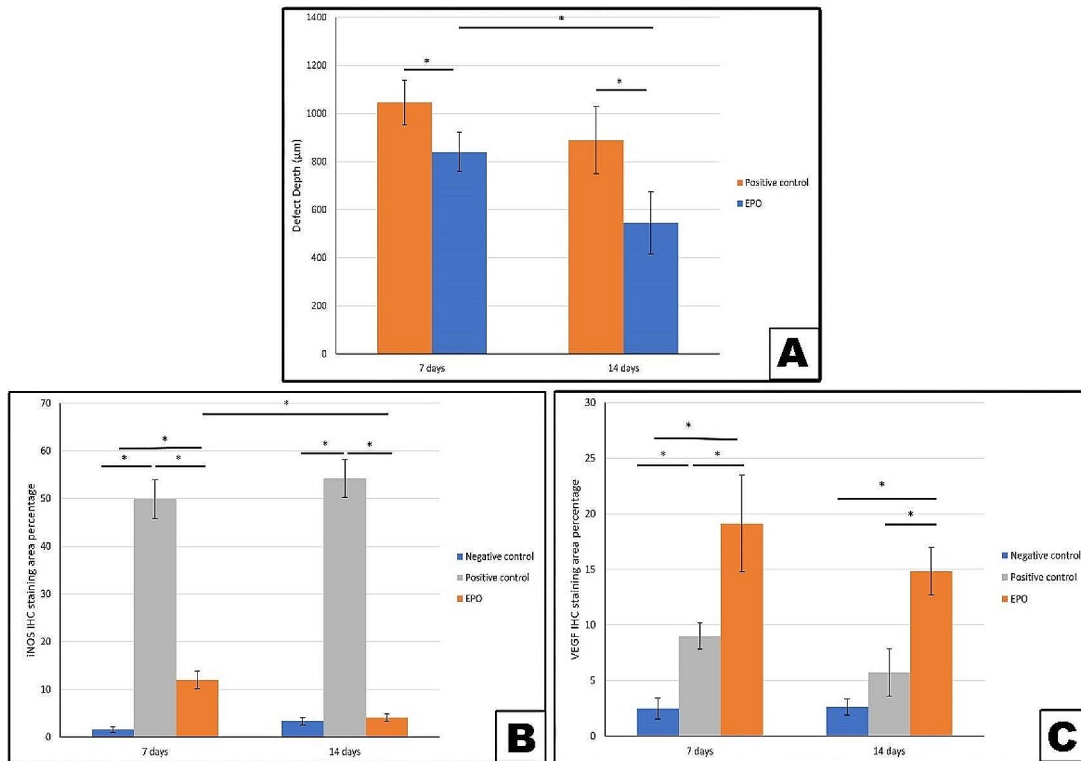 1400
1200
1000
800
600
400
200
0
Defect Depth (µm)
*
*
*
7 days
14 days
Positive control
EPO
A
70
60
50
40
30
20
10
0
iNOS IHC staining area percentage
*
*
*
*
*
*
7 days
14 days
Negative control
Positive control
EPO
B
30
25
20
15
10
5
0
VEGF IHC staining area percentage
*
*
*
*
*
7 days
14 days
Negative control
Positive control
EPO
C